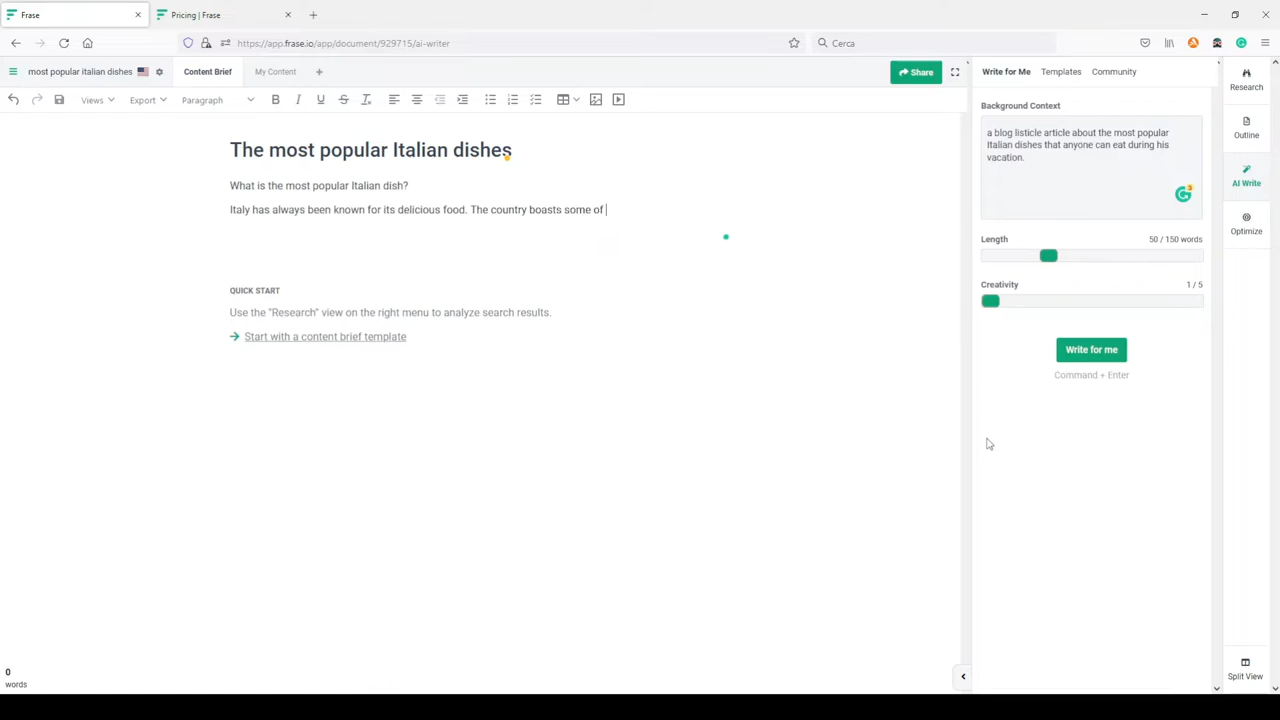 Frase
Pricing | Frase
https://app.frase.io/app/document/929715/ai-writer
Cerca
most popular italian dishes
Content Brief
My Content
Share
Write for Me
Templates
Community
Research
Views
Export
Paragraph
Background Context
The most popular Italian dishes
a blog listicle article about the most popular
Italian dishes that anyone can eat during his
vacation.
3
Outline
What is the most popular Italian dish?
AI Write
Italy has always been known for its delicious food. The country boasts some of
Optimize
Length
50 / 150 words
Creativity
1 / 5
QUICK START
Use the "Research" view on the right menu to analyze search results.
Start with a content brief template
Write for me
Command + Enter
0
words
Split View